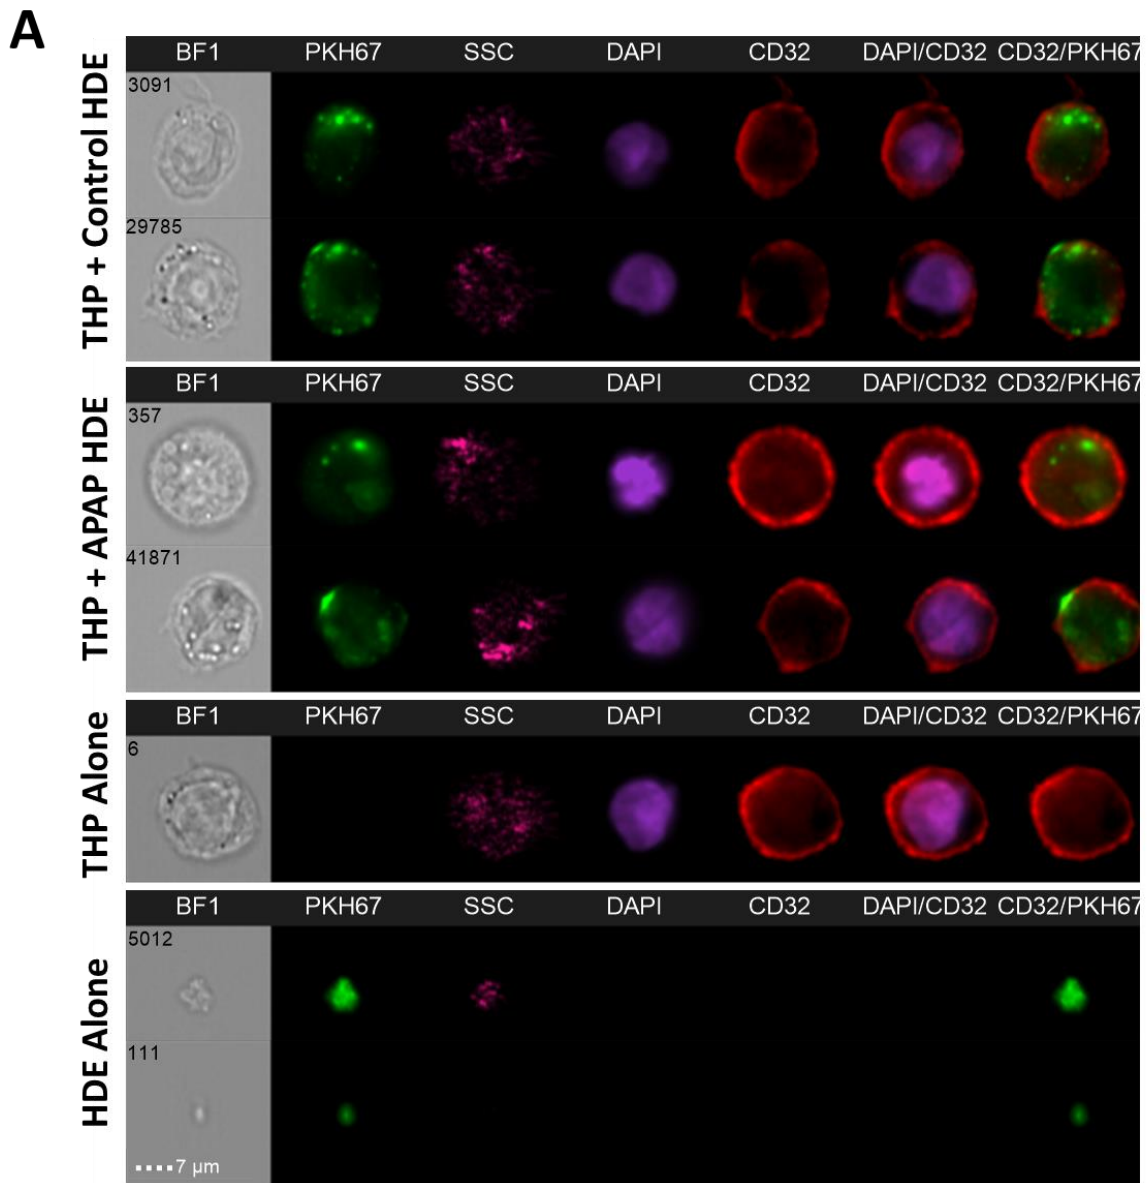 A
THP + Control HDE
BF1 PKH67 SSC DAPI CD32 DAPI/CD32 CD32/PKH67
3091
29785
THP + APAP HDE
BF1 PKH67 SSC DAPI CD32 DAPI/CD32 CD32/PKH67
357
41871
THP Alone
BF1 PKH67 SSC DAPI CD32 DAPI/CD32 CD32/PKH67
6
HDE Alone
BF1 PKH67 SSC DAPI CD32 DAPI/CD32 CD32/PKH67
5012
111
7 µm